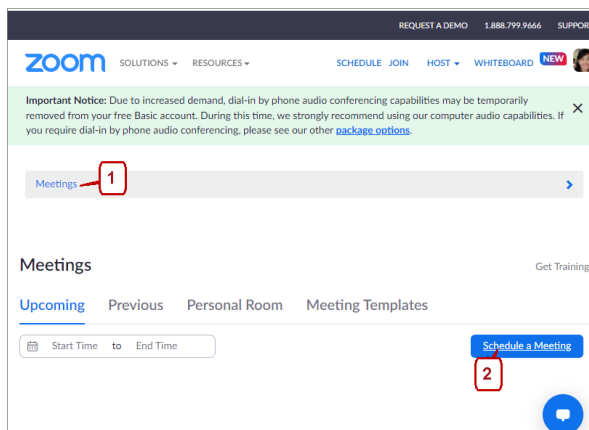 REQUEST A DEMO 1.888.799.9666 SUPPOR
zoom SOLUTIONS RESOURCES SCHEDULE JOIN HOST WHITEBOARD NEW
Important Notice: Due to increased demand, dial-in by phone audio conferencing capabilities may be temporarily
removed from your free Basic account. During this time, we strongly recommend using our computer audio capabilities. If
you require dial-in by phone audio conferencing, please see our other package options.
Meetings 1
Meetings Get Training
Upcoming Previous Personal Room Meeting Templates
Start Time to End Time Schedule a Meeting
2